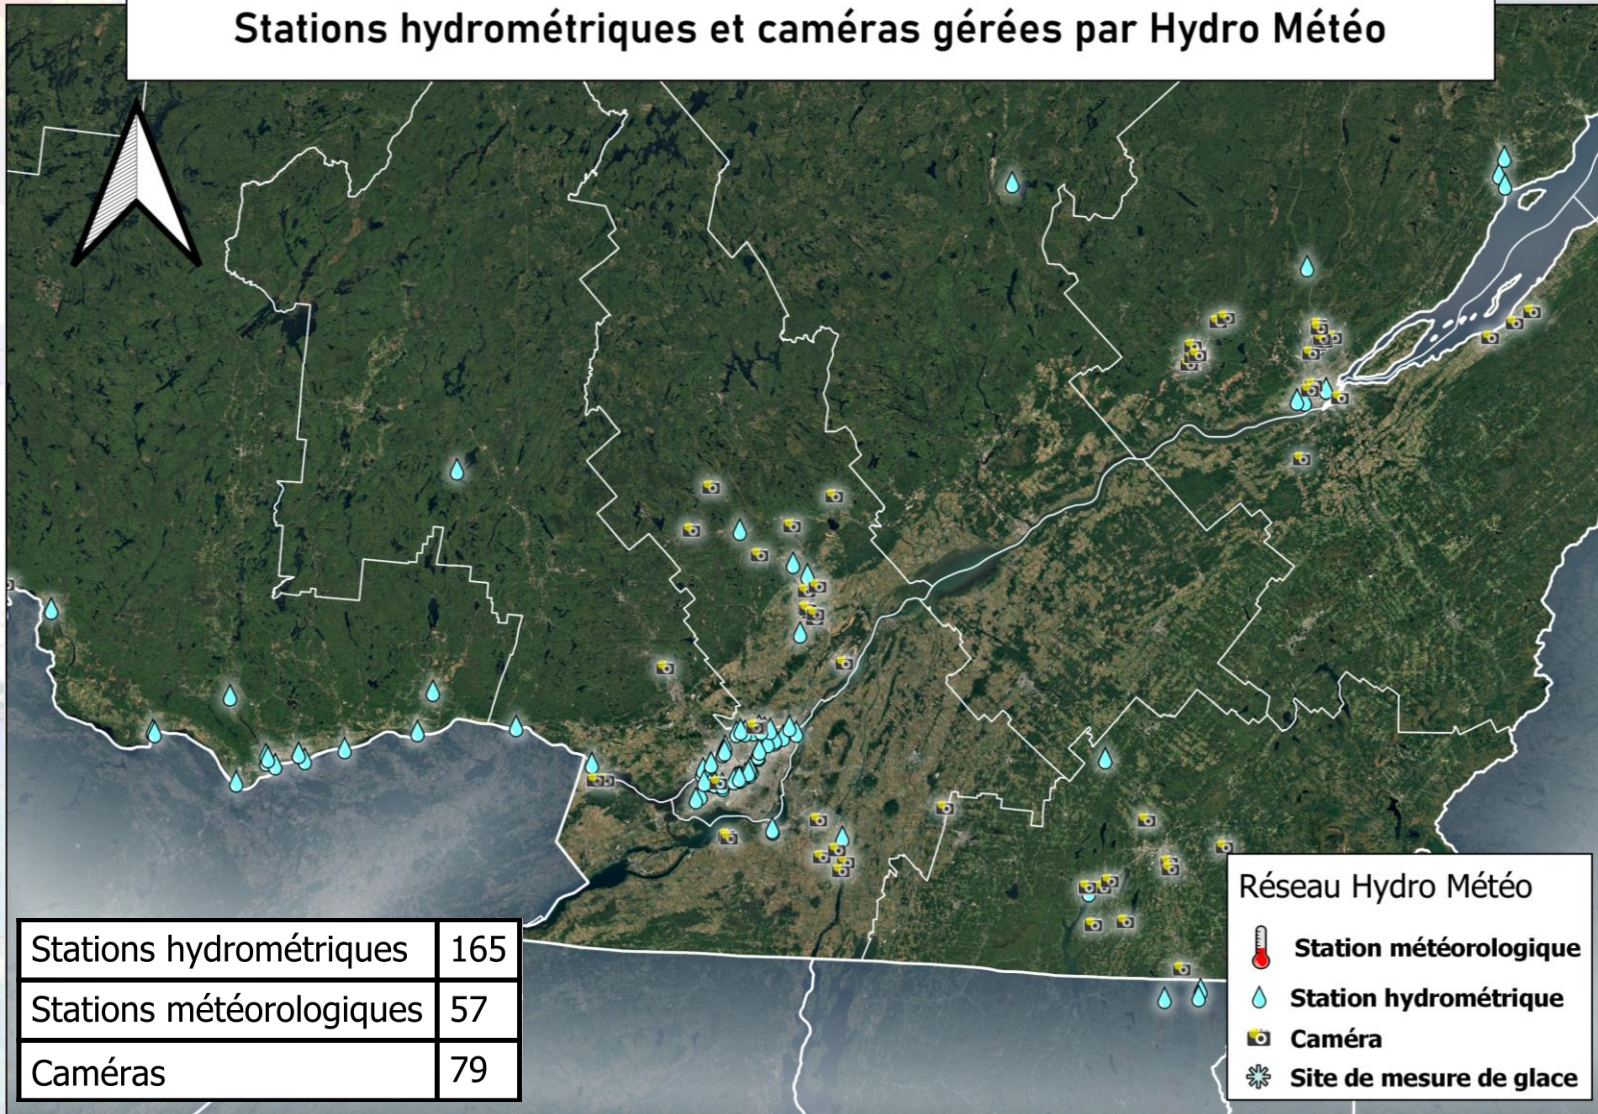 Stations hydrométriques et caméras gérées par Hydro Météo
Stations hydrométriques 165
Stations météorologiques 57
Caméras 79
Réseau Hydro Météo
Station météorologique
Station hydrométrique
Caméra
Site de mesure de glace